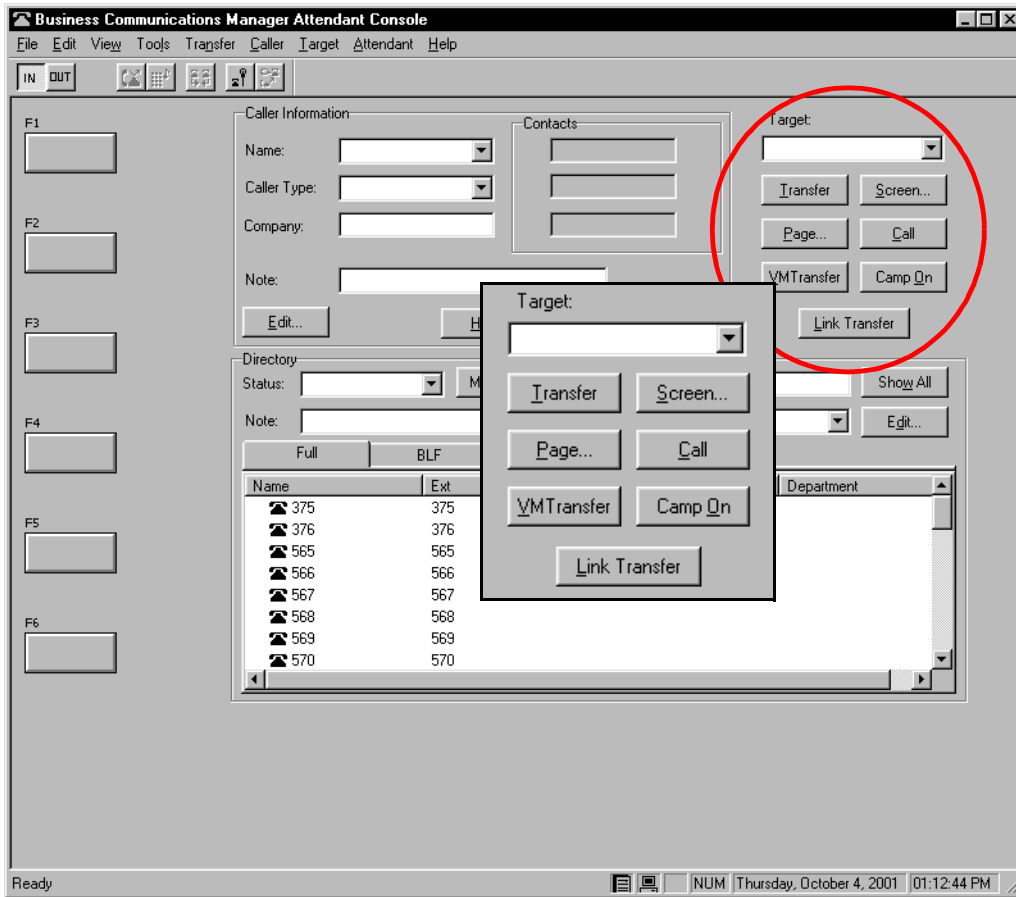 Business Communications Manager Attendant Console
File Edit View Tools Transfer Caller Target Attendant Help
IN OUT
F1
F2
F3
F4
F5
F6
Caller Information
Name:
Caller Type:
Company:
Note:
Edit...
H
Contacts
Target:
Transfer Screen...
Page... Call
VMTransfer Camp On
Link Transfer
Target:
Transfer Screen...
Page... Call
VMTransfer Camp On
Link Transfer
Directory
Status: M Show All
Note: Edit...
Full BLF
Name Ext Department
375 375
376 376
565 565
566 566
567 567
568 568
569 569
570 570
Ready NUM Thursday, October 4, 2001 01:12:44 PM